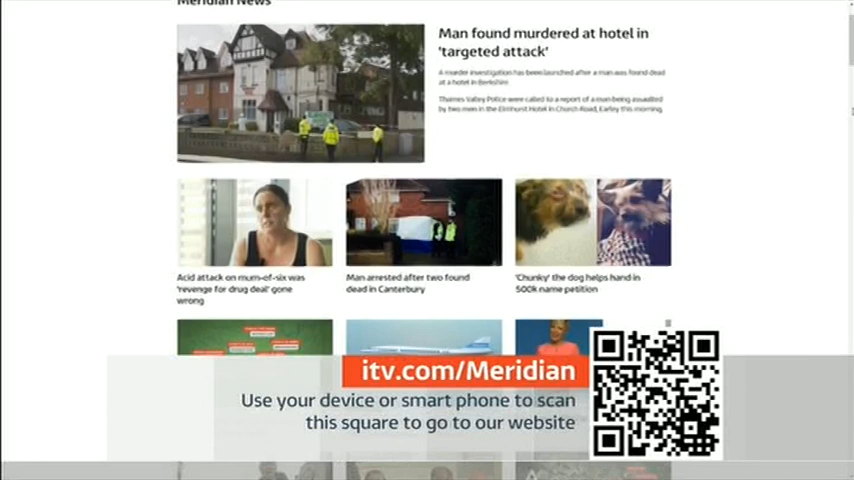 Meridian News
Man found murdered at hotel in
'targeted attack'
A murder investigation has been launched after a man was found dead
at a hotel in Berkshire
Thames Valley Police were called to a report of a man being assaulted
by two men in the Elmhurst Hotel in Church Road, Earley this morning.
Acid attack on mum-of-six was
'revenge for drug deal' gone
wrong
Man arrested after two found
dead in Canterbury
'Chunky' the dog helps hand in
500k name petition
itv.com/Meridian
Use your device or smart phone to scan
this square to go to our website